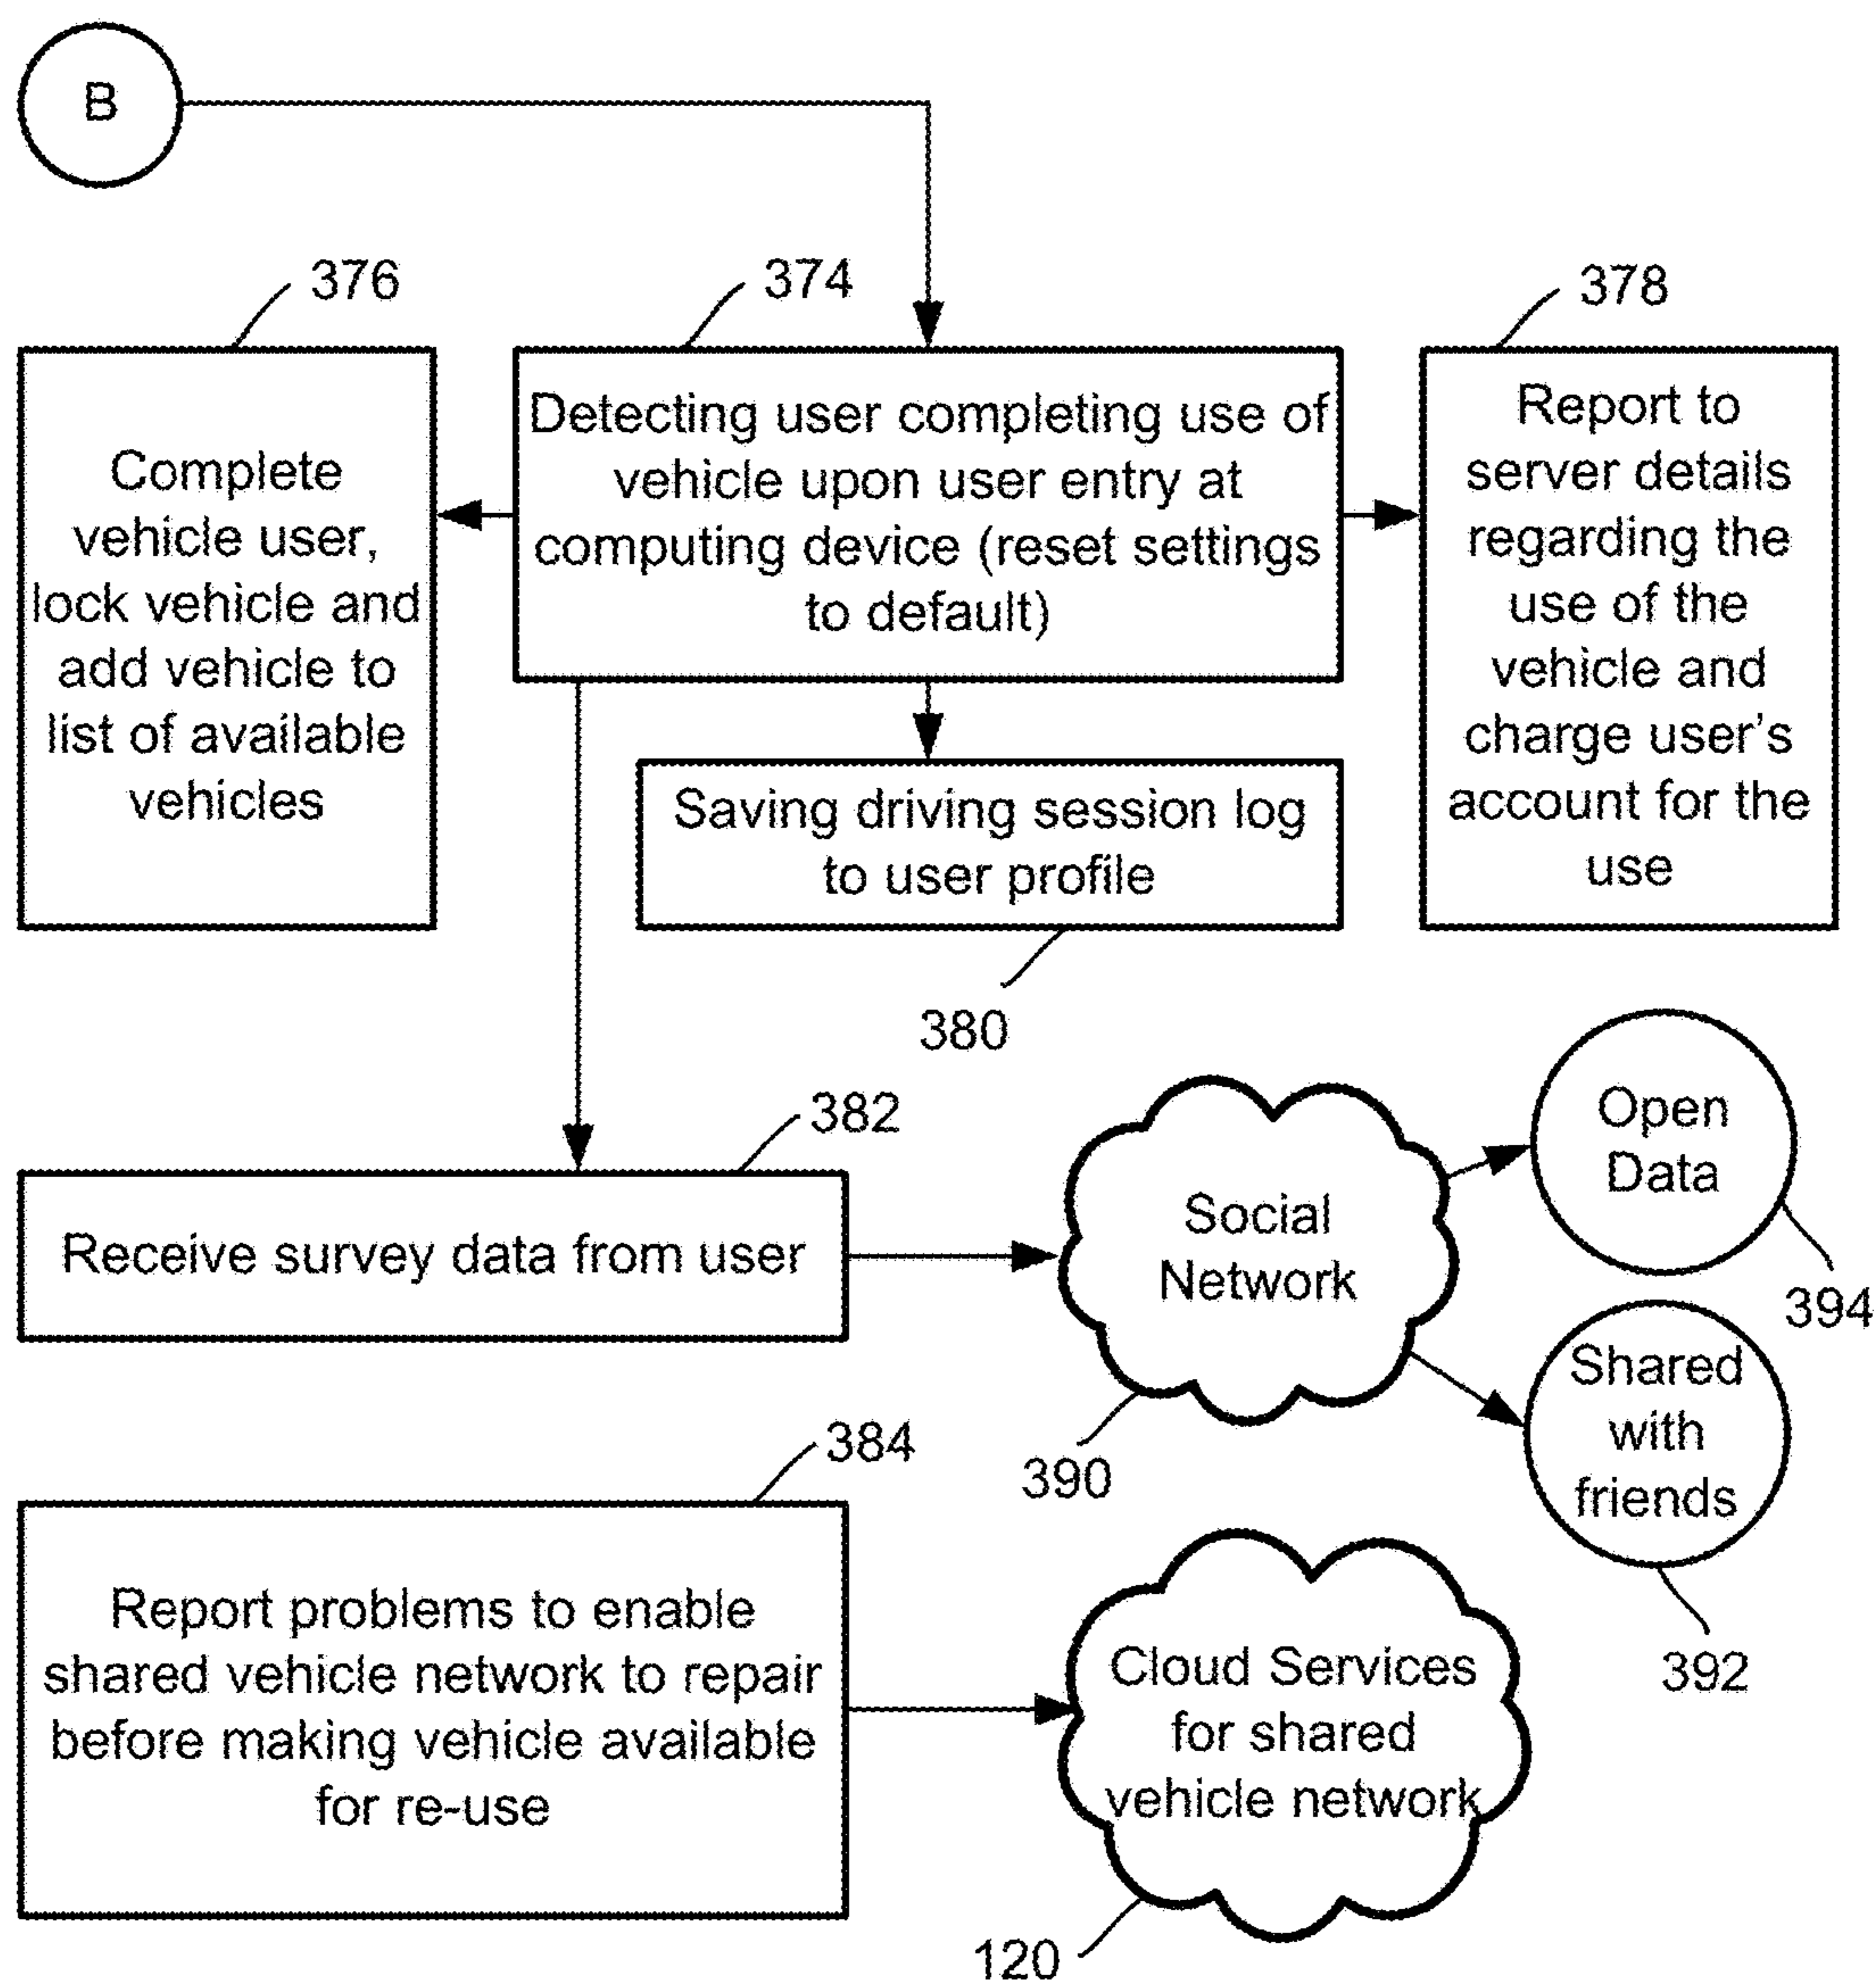 B
376
374
378
Complete
vehicle user,
lock vehicle and
add vehicle to
list of available
vehicles
Detecting user completing use of
vehicle upon user entry at
computing device (reset settings
to default)
Report to
server details
regarding the
use of the
vehicle and
charge user's
account for the
use
Saving driving session log
to user profile
380
382
Receive survey data from user
Social
Network
390
Open
Data
394
Shared
with
friends
392
384
Report problems to enable
shared vehicle network to repair
before making vehicle available
for re-use
Cloud Services
for shared
vehicle network
120